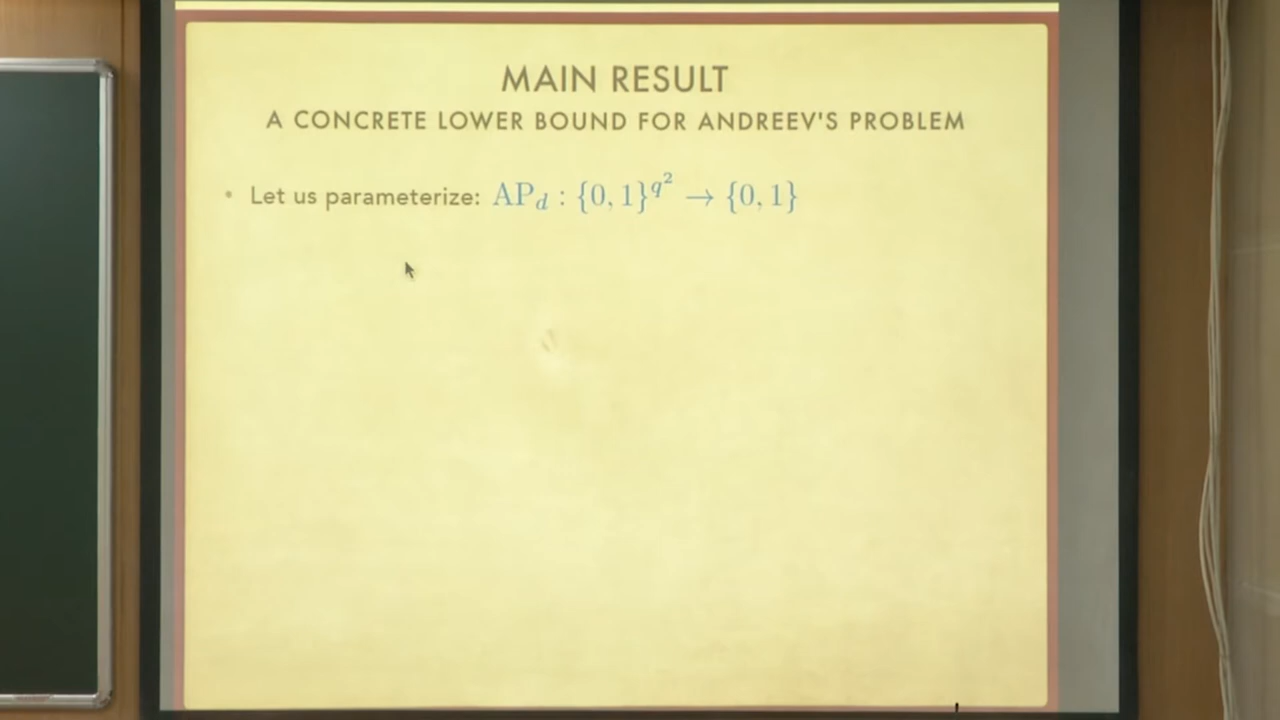 MAIN RESULT
A CONCRETE LOWER BOUND FOR ANDREEV'S PROBLEM
• Let us parameterize: AP_d : {0, 1}^{q^2} → {0, 1}